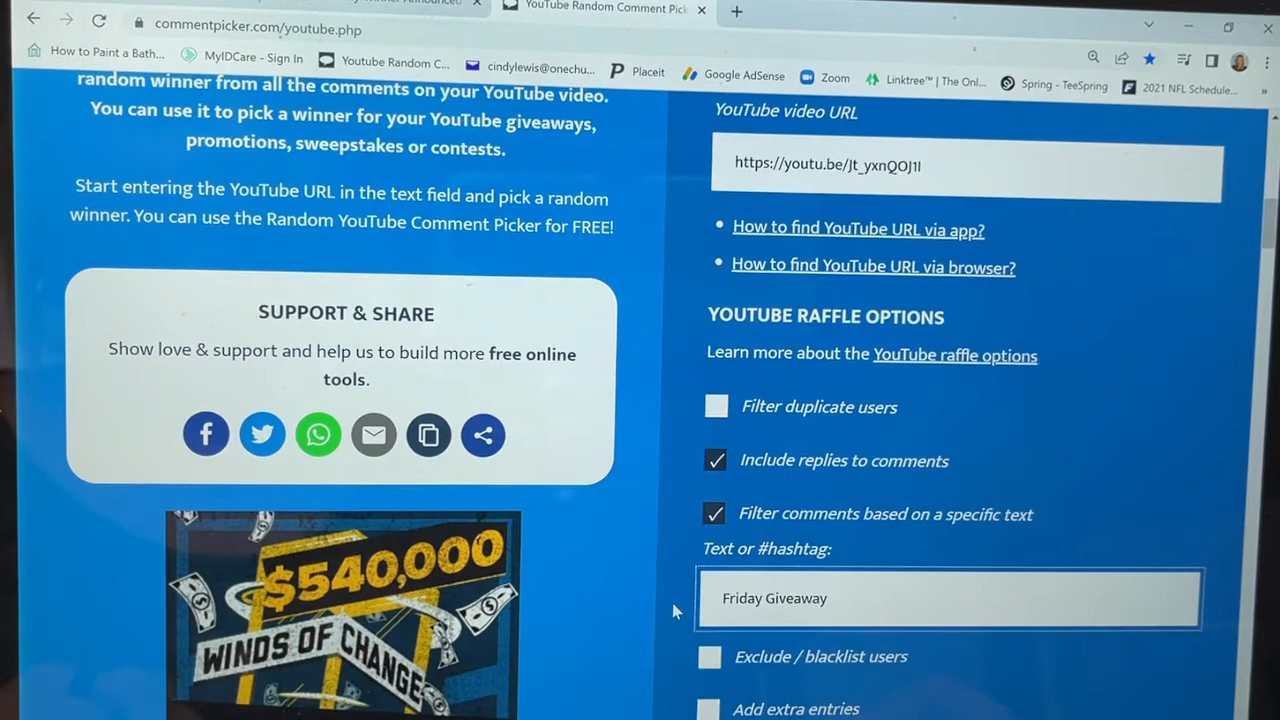 YouTube Random Comment Pick
commentpicker.com/youtube.php
How to Paint a Bath...
MyIDCare - Sign In
Youtube Random C...
cindylewis@onechu...
Placeit
Google AdSense
Zoom
Linktree™ | The Onl...
Spring - TeeSpring
2021 NFL Schedule...
random winner from all the comments on your YouTube video.
You can use it to pick a winner for your YouTube giveaways,
promotions, sweepstakes or contests.
Start entering the YouTube URL in the text field and pick a random
winner. You can use the Random YouTube Comment Picker for FREE!
SUPPORT & SHARE
Show love & support and help us to build more free online
tools.
$540,000
WINDS OF CHANGE
YouTube video URL
https://youtu.be/Jt_yxnQOJ1I
• How to find YouTube URL via app?
• How to find YouTube URL via browser?
YOUTUBE RAFFLE OPTIONS
Learn more about the YouTube raffle options
Filter duplicate users
Include replies to comments
Filter comments based on a specific text
Text or #hashtag:
Friday Giveaway
Exclude / blacklist users
Add extra entries